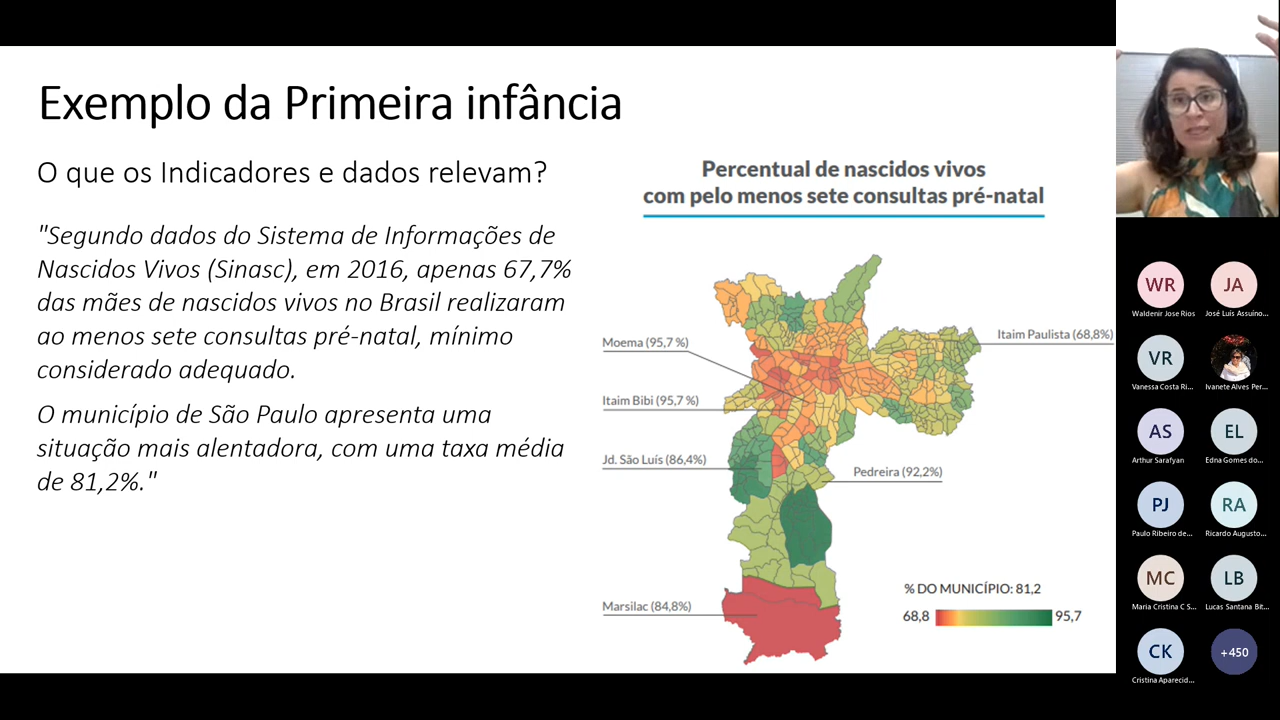 Exemplo da Primeira infância
O que os Indicadores e dados relevam?
"Segundo dados do Sistema de Informações de
Nascidos Vivos (Sinasc), em 2016, apenas 67,7%
das mães de nascidos vivos no Brasil realizaram
ao menos sete consultas pré-natal, mínimo
considerado adequado.
O município de São Paulo apresenta uma
situação mais alentadora, com uma taxa média
de 81,2%."
Percentual de nascidos vivos
com pelo menos sete consultas pré-natal
Itaim Paulista (68,8%)
Moema (95,7 %)
Itaim Bibi (95,7 %)
Jd. São Luís (86,4%)
Pedreira (92,2%)
Marsilac (84,8%)
% DO MUNICÍPIO: 81,2
68,8
95,7
WR
JA
Waldenir Jose Rios
José Luís Assuíno...
VR
Vanessa Costa Ri...
Ivanete Alves Per...
AS
EL
Arthur Sarafyan
Edna Gomes do...
PJ
RA
Paulo Ribeiro de...
Ricardo Augusto...
MC
LB
Maria Cristina C S...
Lucas Santana Bit...
CK
+450
Cristina Aparecid...